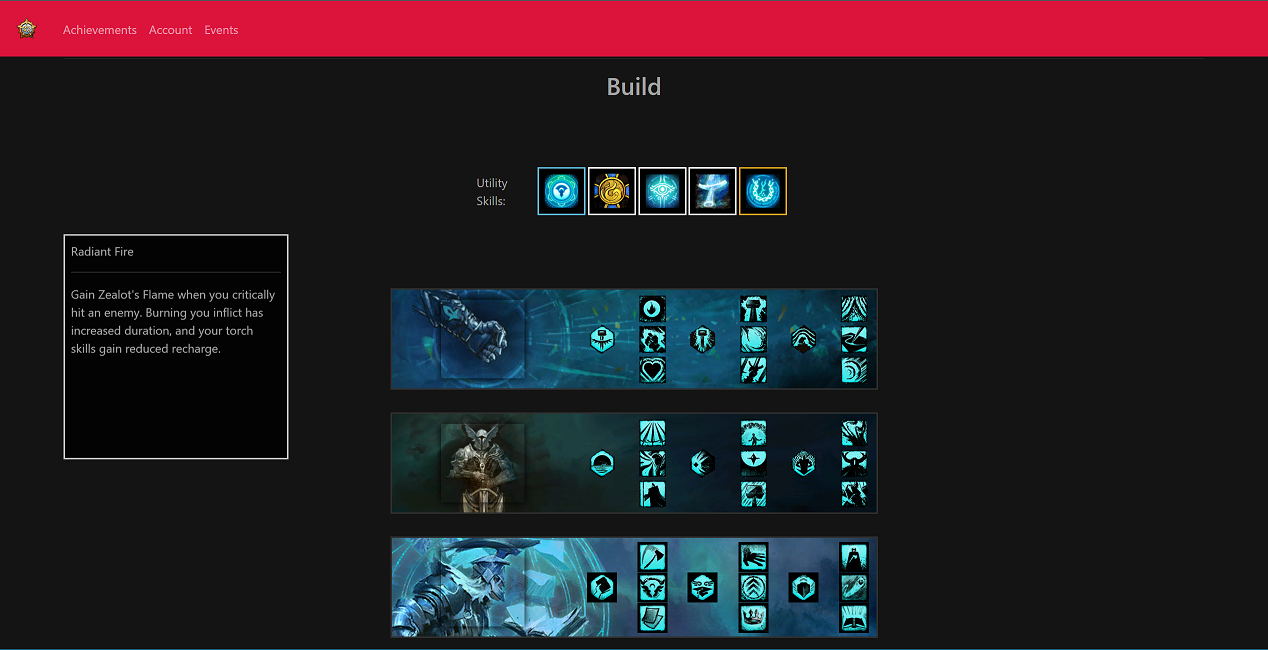 Achievements Account Events
Build
Utility
Skills:
Radiant Fire
Gain Zealot's Flame when you critically
hit an enemy. Burning you inflict has
increased duration, and your torch
skills gain reduced recharge.